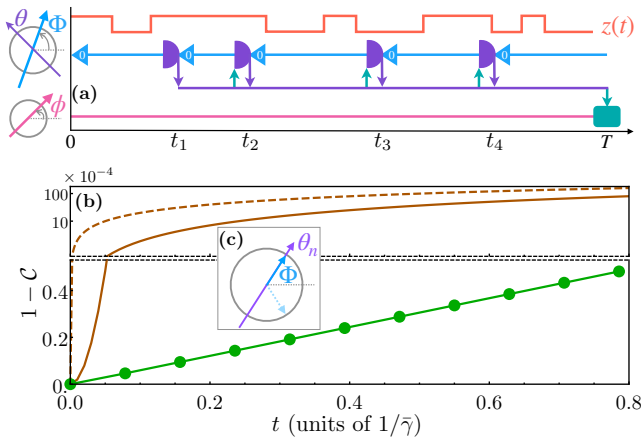 θ Φ z(t)
0 0 0 0 0
(a)
ϕ
0 t₁ t₂ t₃ t₄ T
× 10⁻⁴
100
10
(b)
(c)
θₙ
Φ
1 − 𝒞
0.4
0.2
0.
0.0 0.2 0.4 0.6 0.8
t (units of 1/γ̄)